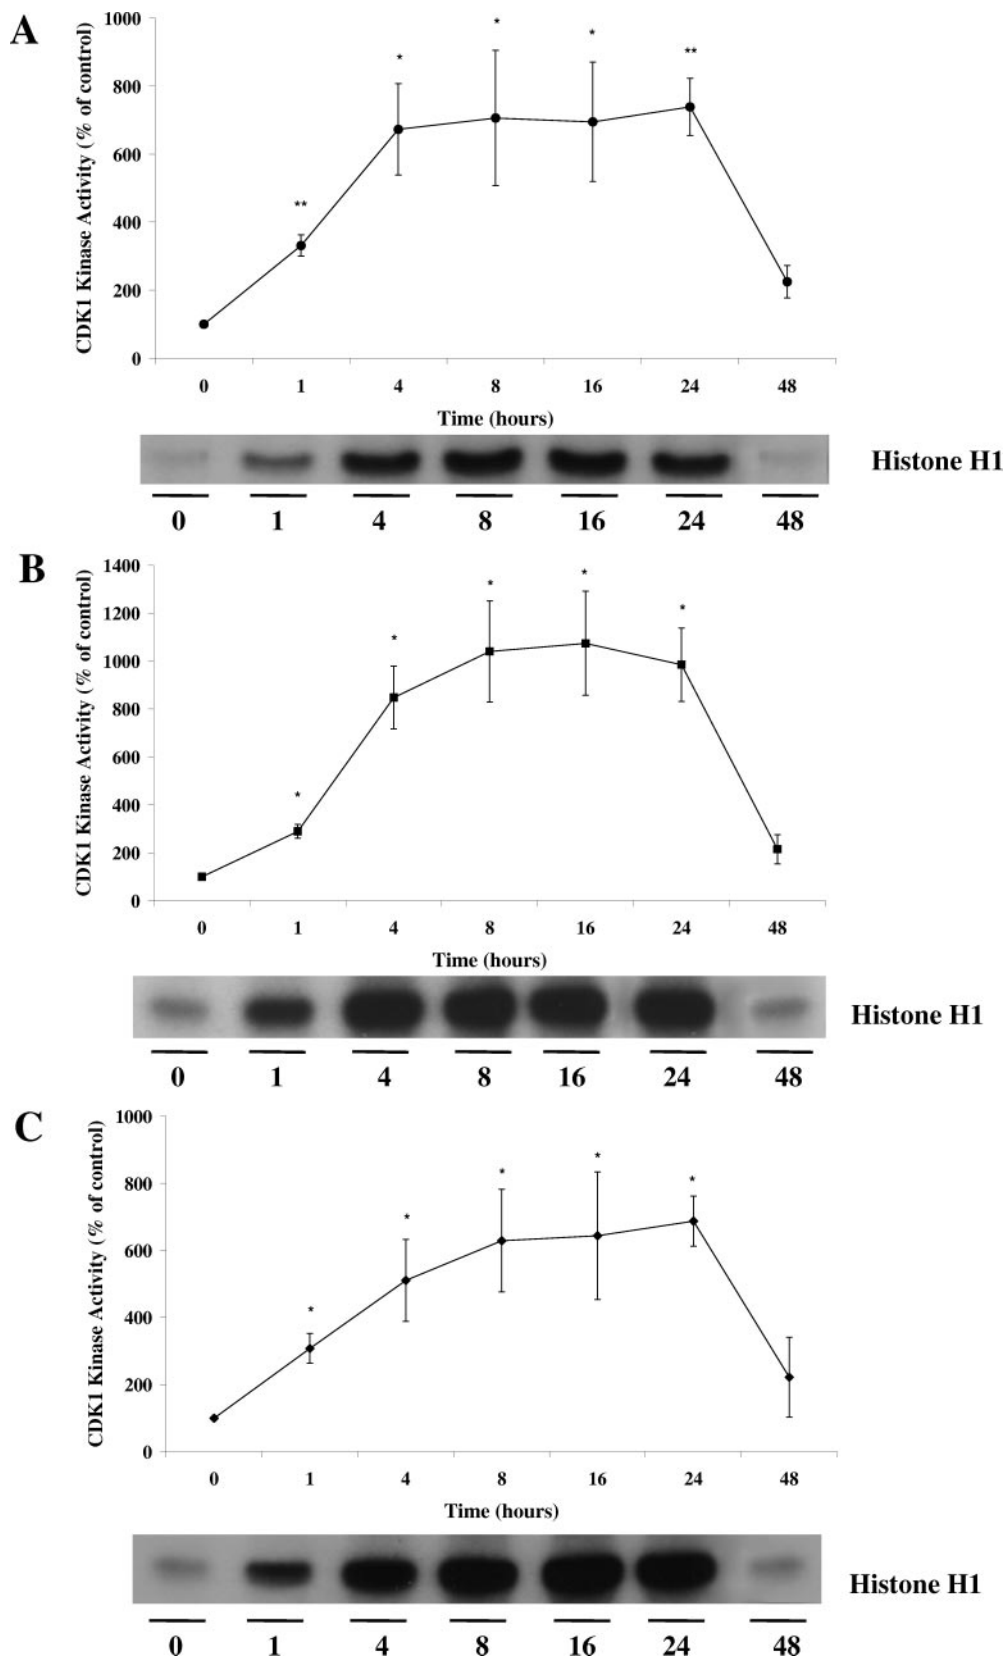 A
CDK1 Kinase Activity (% of control)
1000
800
600
400
200
0
* * * **
**
0 1 4 8 16 24 48
Time (hours)
Histone H1
0 1 4 8 16 24 48
B
CDK1 Kinase Activity (% of control)
1400
1200
1000
800
600
400
200
0
* * * *
*
0 1 4 8 16 24 48
Time (hours)
Histone H1
0 1 4 8 16 24 48
C
CDK1 Kinase Activity (% of control)
1000
800
600
400
200
0
* * * *
*
0 1 4 8 16 24 48
Time (hours)
Histone H1
0 1 4 8 16 24 48